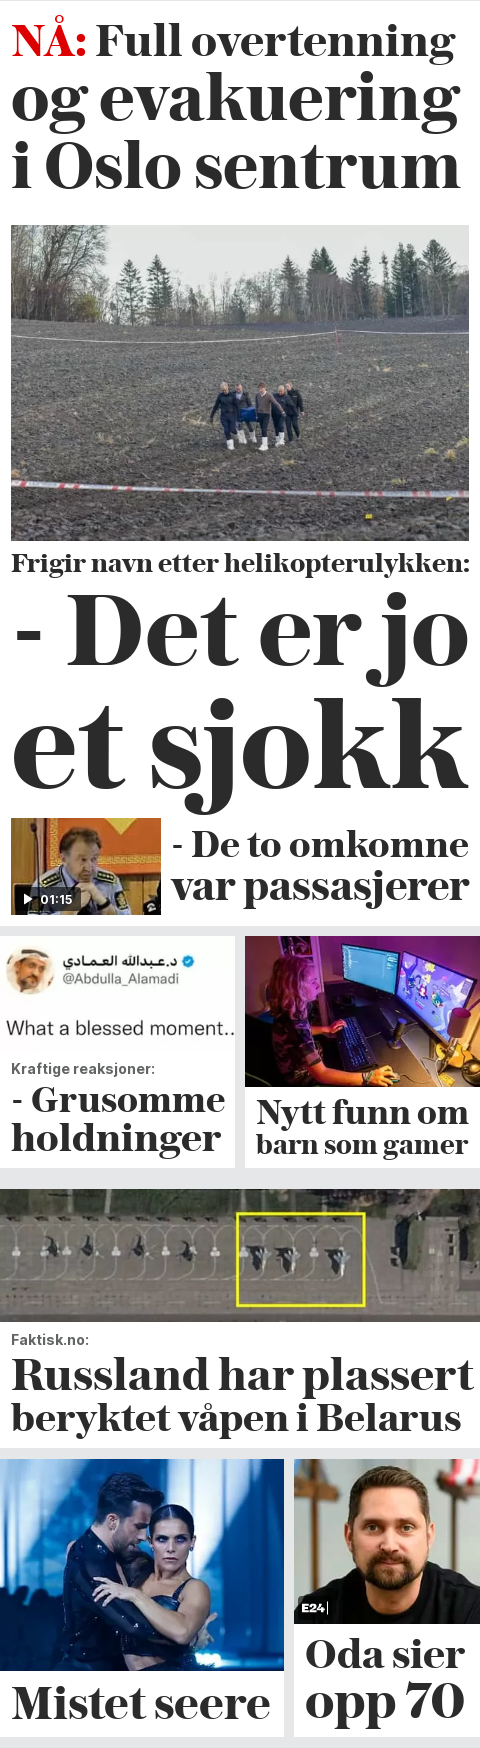 NÅ: Full overtenning
og evakuering
i Oslo sentrum
Frigir navn etter helikopterulykken:
- Det er jo
et sjokk
01:15
- De to omkomne
var passasjerer
د.عبدالله العمادي
@Abdulla_Alamadi
What a blessed moment..
Kraftige reaksjoner:
- Grusomme
holdninger
Nytt funn om
barn som gamer
Faktisk.no:
Russland har plassert
beryktet våpen i Belarus
Mistet seere
E24
Oda sier
opp 70